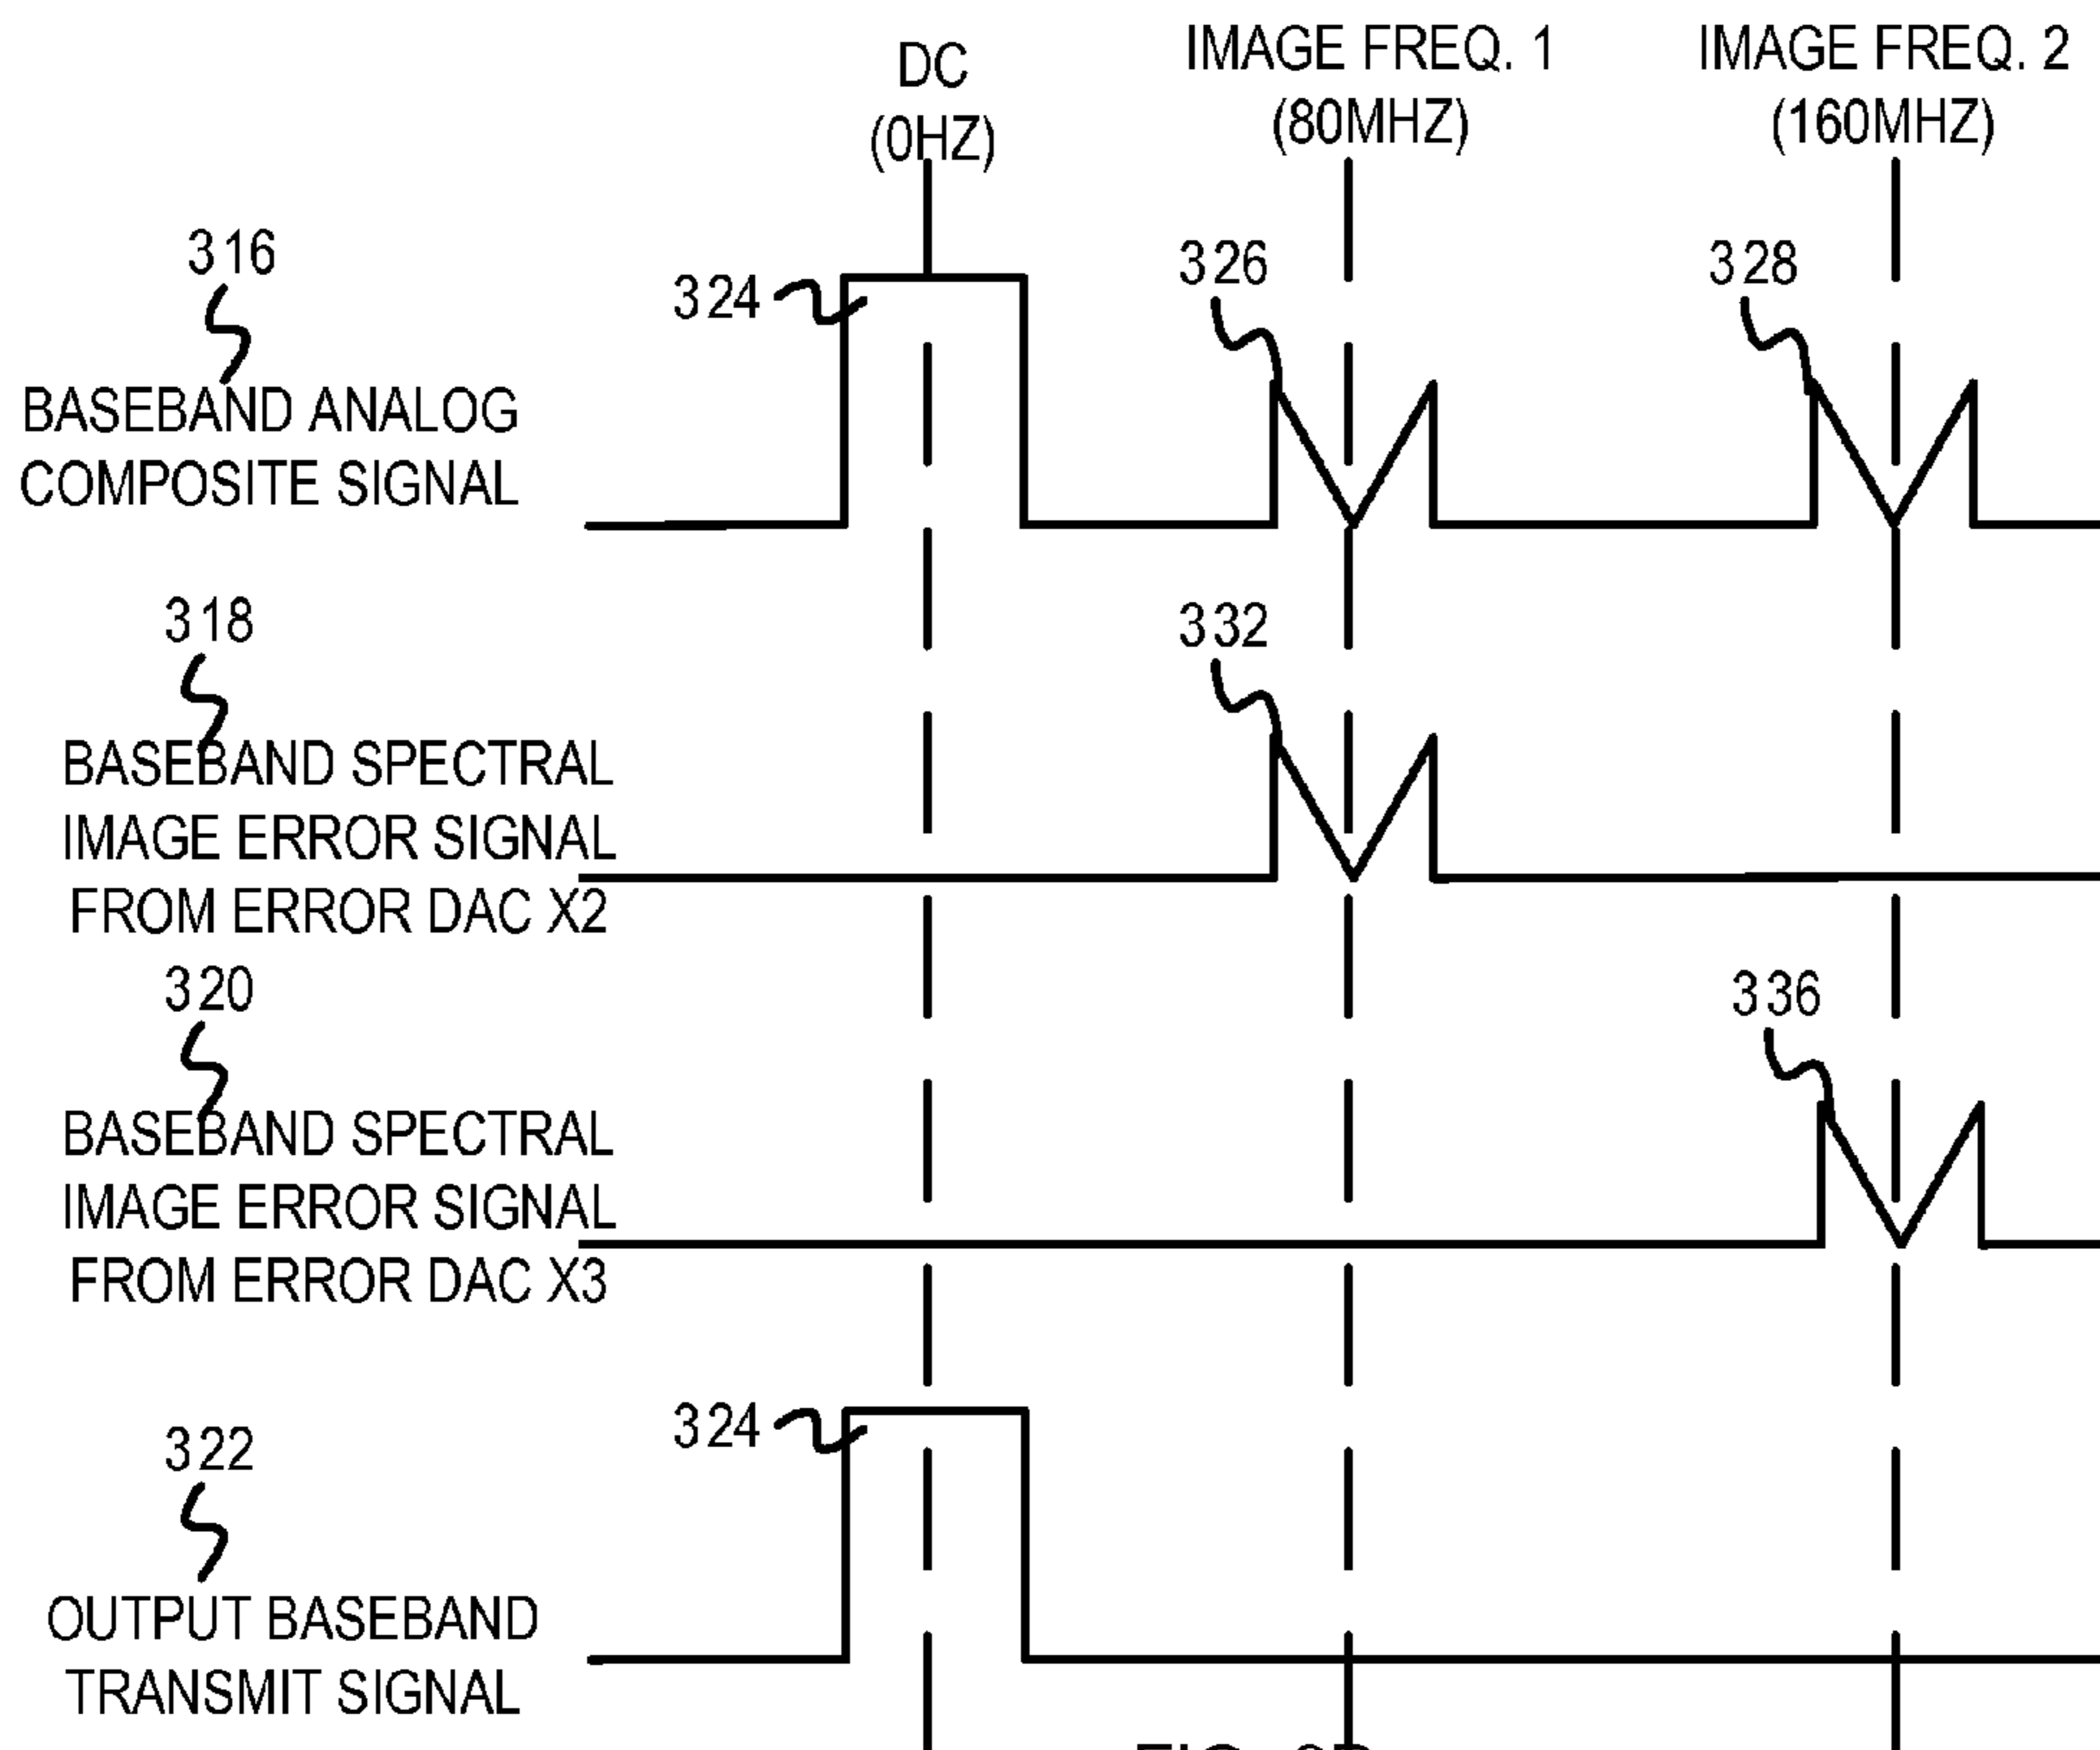 DC
(0HZ)
IMAGE FREQ. 1
(80MHZ)
IMAGE FREQ. 2
(160MHZ)
316
324
326
328
BASEBAND ANALOG
COMPOSITE SIGNAL
318
332
BASEBAND SPECTRAL
IMAGE ERROR SIGNAL
FROM ERROR DAC X2
320
336
BASEBAND SPECTRAL
IMAGE ERROR SIGNAL
FROM ERROR DAC X3
322
324
OUTPUT BASEBAND
TRANSMIT SIGNAL